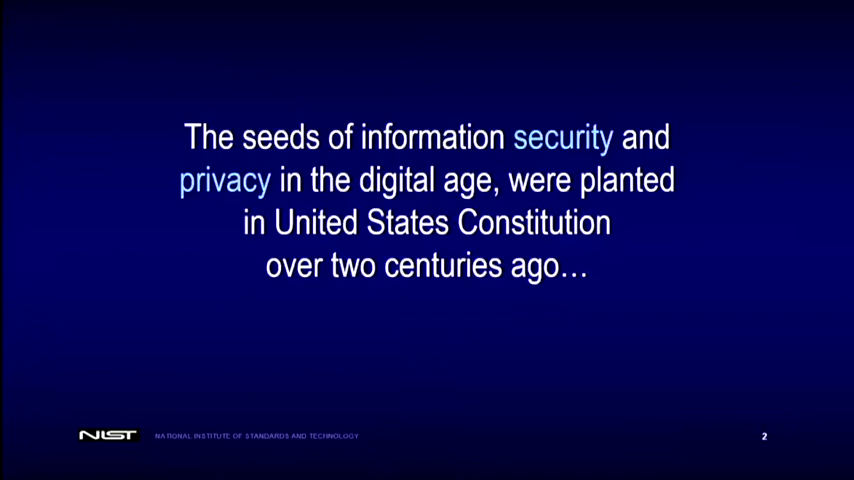 The seeds of information security and
privacy in the digital age, were planted
in United States Constitution
over two centuries ago…
NIST NATIONAL INSTITUTE OF STANDARDS AND TECHNOLOGY 2